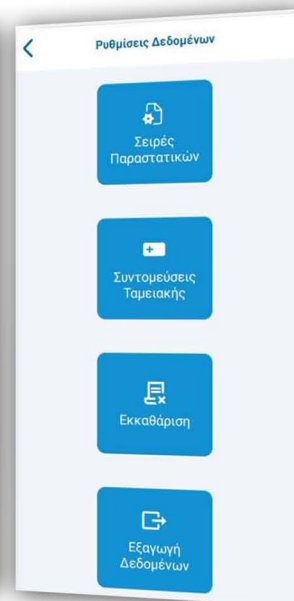 Ρυθμίσεις Δεδομένων
Σειρές
Παραστατικών
Συντομεύσεις
Ταμειακής
Εκκαθάριση
Εξαγωγή
Δεδομένων